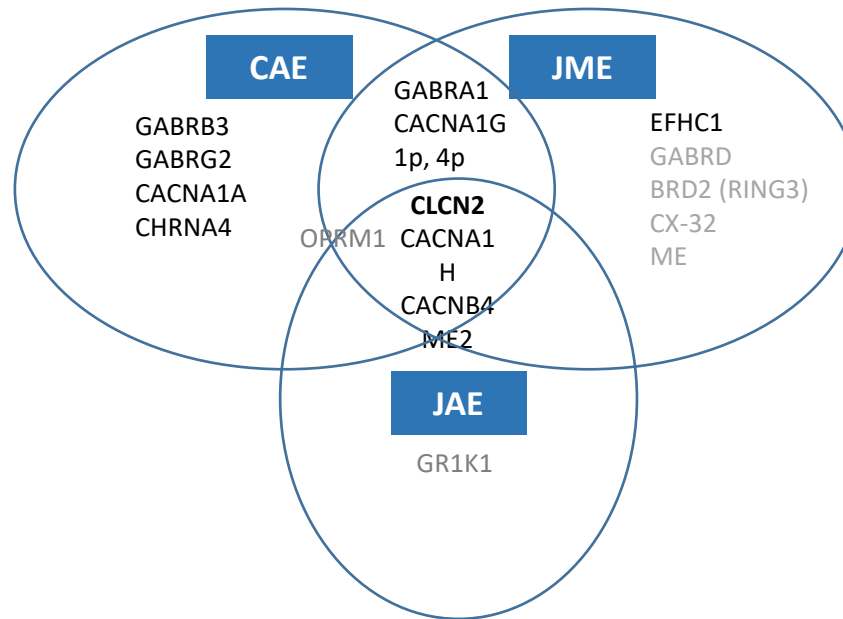 CAE
JME
GABRA1
CACNA1G
1p, 4p
GABRB3
GABRG2
CACNA1A
CHRNA4
EFHC1
GABRD
BRD2 (RING3)
CX-32
ME
CLCN2
OPRM1
CACNA1
H
CACNB4
ME2
JAE
GR1K1